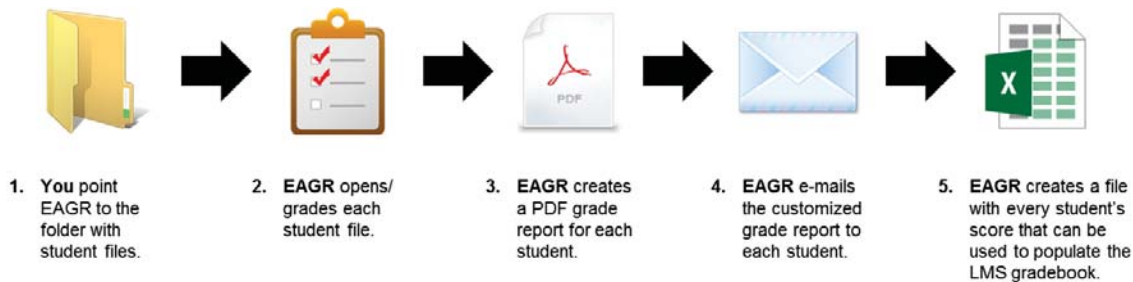 PDF
X
1. You point
EAGR to the
folder with
student files.
2. EAGR opens/
grades each
student file.
3. EAGR creates
a PDF grade
report for each
student.
4. EAGR e-mails
the customized
grade report to
each student.
5. EAGR creates a file
with every student's
score that can be
used to populate the
LMS gradebook.